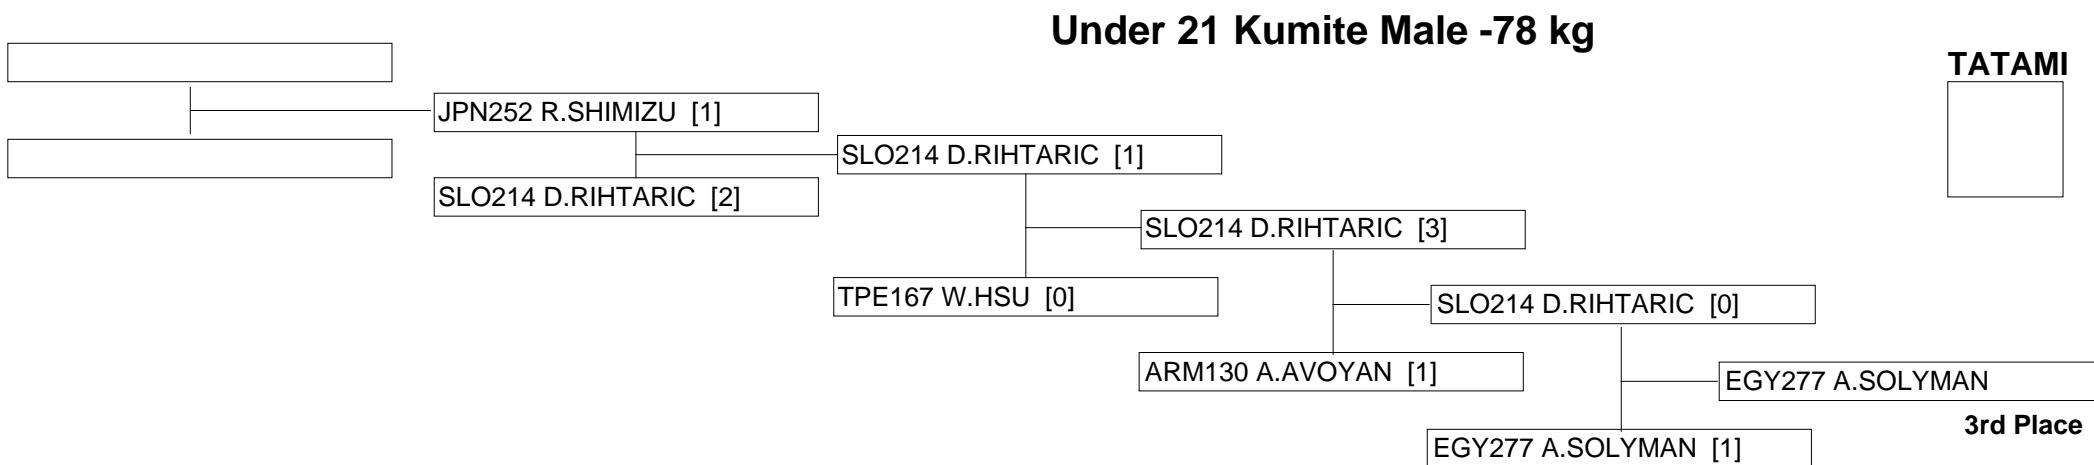 Under 21 Kumite Male -78 kg
TATAMI
JPN252 R.SHIMIZU [1]
SLO214 D.RIHTARIC [1]
SLO214 D.RIHTARIC [2]
SLO214 D.RIHTARIC [3]
TPE167 W.HSU [0]
SLO214 D.RIHTARIC [0]
ARM130 A.AVOYAN [1]
EGY277 A.SOLYMAN
3rd Place
EGY277 A.SOLYMAN [1]